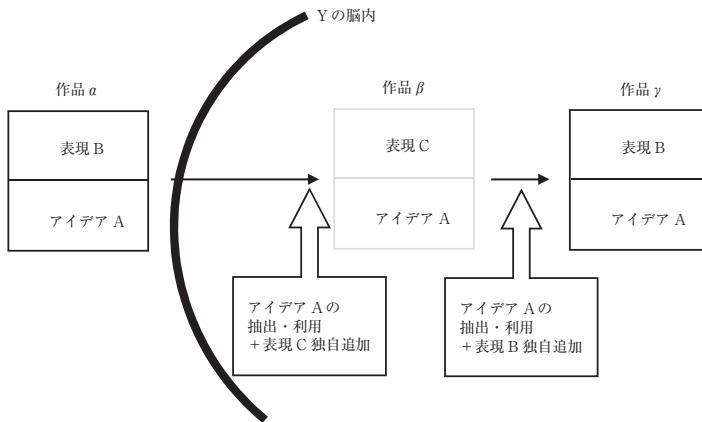 Yの脳内
作品α
作品β
作品γ
表現B
表現C
表現B
アイデアA
アイデアA
アイデアA
アイデアAの
抽出・利用
＋表現C独自追加
アイデアAの
抽出・利用
＋表現B独自追加